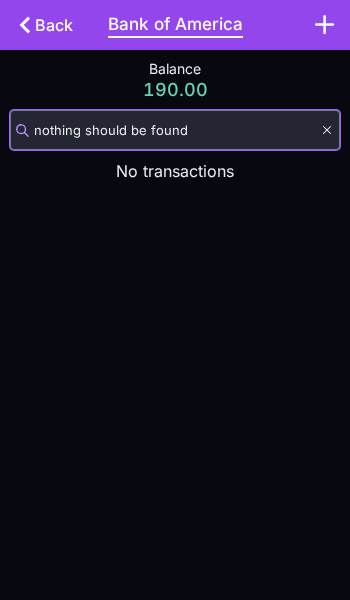 Back
Bank of America
Balance
190.00
nothing should be found
No transactions